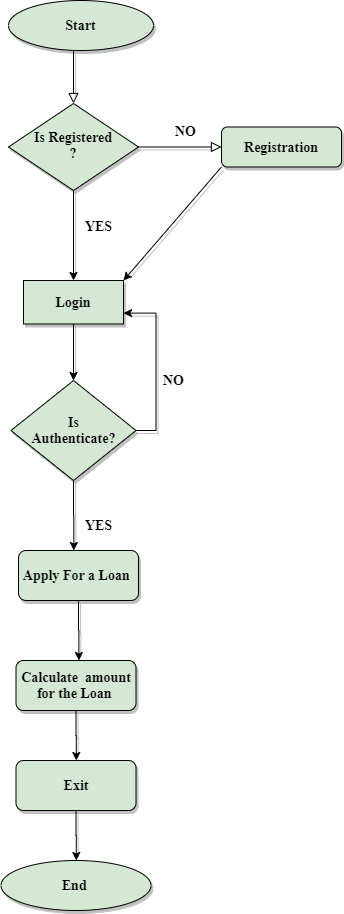 Start
Is Registered
?
NO
Registration
YES
Login
NO
Is
Authenticate?
YES
Apply For a Loan
Calculate  amount
for the Loan
Exit
End